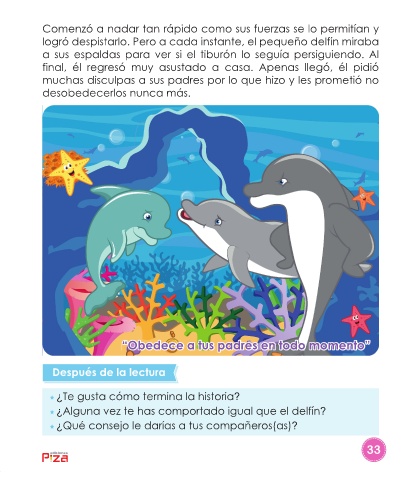 Comenzó a nadar tan rápido como sus fuerzas se lo permitían y
logró despistarlo. Pero a cada instante, el pequeño delfín miraba
a sus espaldas para ver si el tiburón lo seguía persiguiendo. Al
final, él regresó muy asustado a casa. Apenas llegó, él pidió
muchas disculpas a sus padres por lo que hizo y les prometió no
desobedecerlos nunca más.
"Obedece a tus padres en todo momento"
Después de la lectura
¿Te gusta cómo termina la historia?
¿Alguna vez te has comportado igual que el delfín?
¿Qué consejo le darías a tus compañeros(as)?
33